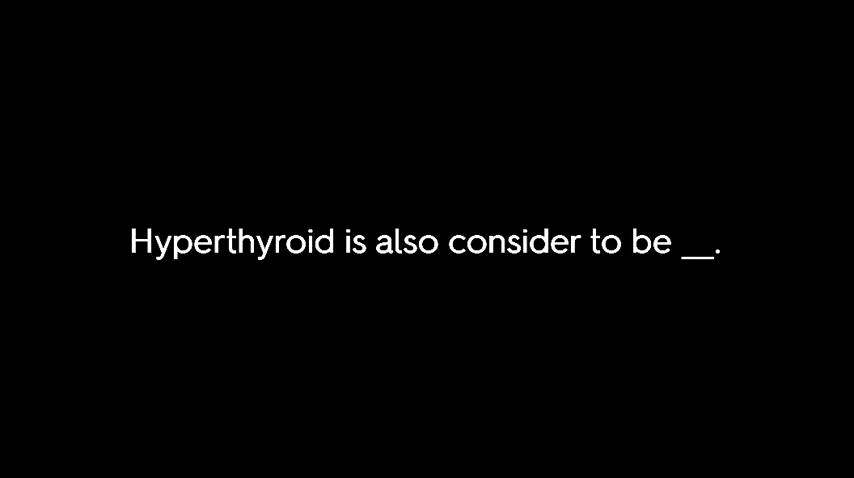 Hyperthyroid is also consider to be __.